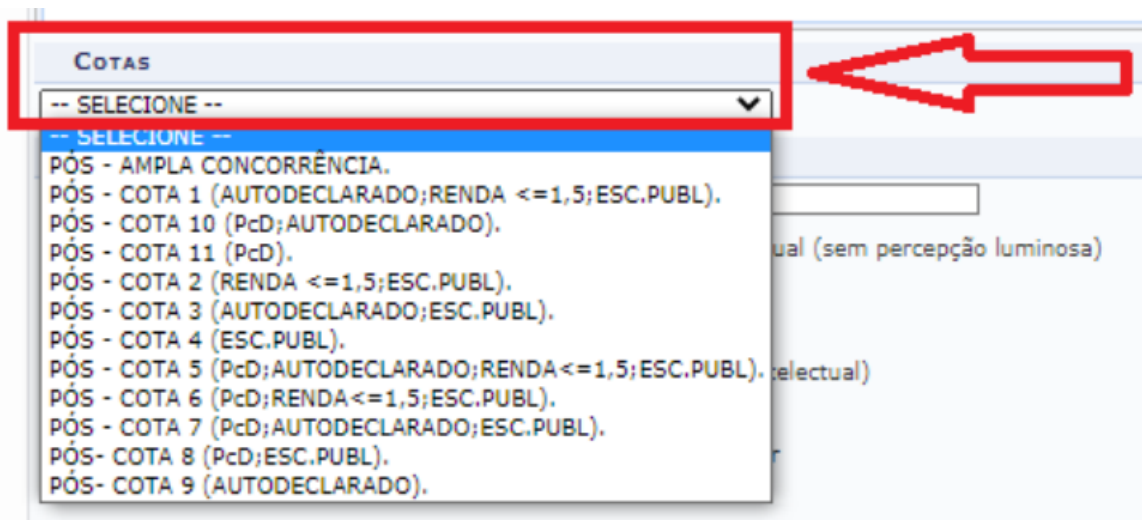 COTAS
-- SELECIONE --
-- SELECIONE --
PÓS - AMPLA CONCORRÊNCIA.
PÓS - COTA 1 (AUTODECLARADO;RENDA <=1,5;ESC.PUBL).
PÓS - COTA 10 (PcD;AUTODECLARADO).
PÓS - COTA 11 (PcD).
ual (sem percepção luminosa)
PÓS - COTA 2 (RENDA <=1,5;ESC.PUBL).
PÓS - COTA 3 (AUTODECLARADO;ESC.PUBL).
PÓS - COTA 4 (ESC.PUBL).
PÓS - COTA 5 (PcD;AUTODECLARADO;RENDA<=1,5;ESC.PUBL).
telectual)
PÓS - COTA 6 (PcD;RENDA<=1,5;ESC.PUBL).
PÓS - COTA 7 (PcD;AUTODECLARADO;ESC.PUBL).
PÓS- COTA 8 (PcD;ESC.PUBL).
r
PÓS- COTA 9 (AUTODECLARADO).